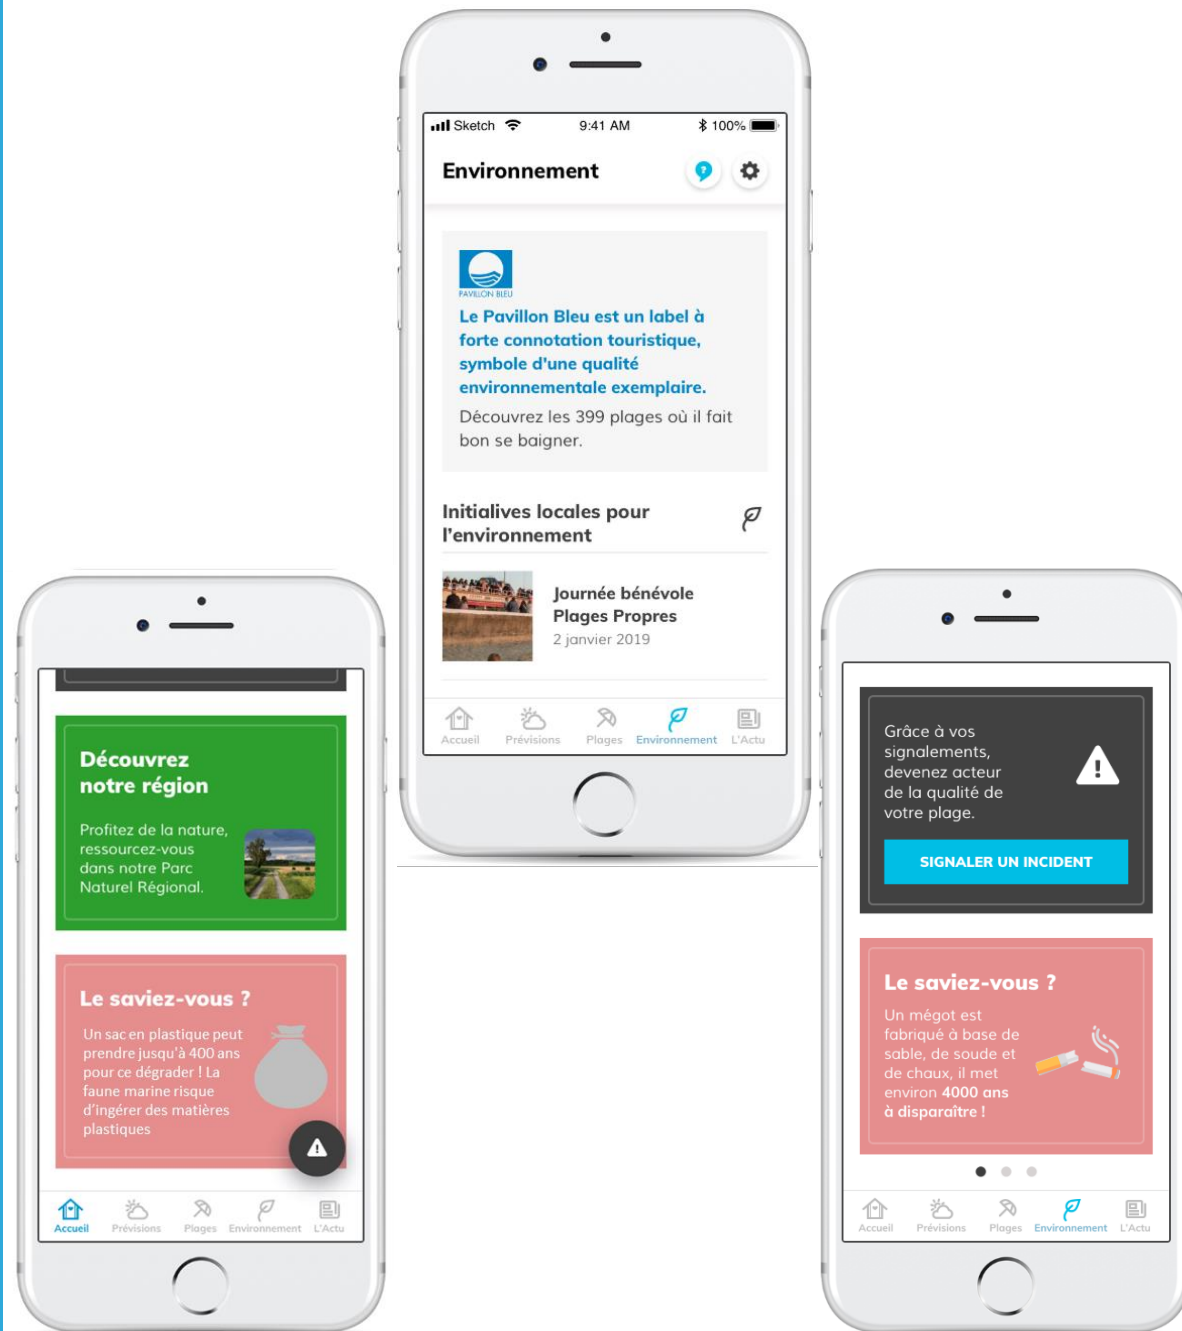 Sketch
9:41 AM
100%
Environnement
PAVILLON BLEU
Le Pavillon Bleu est un label à
forte connotation touristique,
symbole d'une qualité
environnementale exemplaire.
Découvrez les 399 plages où il fait
bon se baigner.
Initialives locales pour
l'environnement
Journée bénévole
Plages Propres
2 janvier 2019
Accueil
Prévisions
Plages
Environnement
L'Actu
Découvrez
notre région
Profitez de la nature,
ressourcez-vous
dans notre Parc
Naturel Régional.
Le saviez-vous ?
Un sac en plastique peut
prendre jusqu'à 400 ans
pour ce dégrader ! La
faune marine risque
d'ingérer des matières
plastiques
Accueil
Prévisions
Plages
Environnement
L'Actu
Grâce à vos
signalements,
devenez acteur
de la qualité de
votre plage.
SIGNALER UN INCIDENT
Le saviez-vous ?
Un mégot est
fabriqué à base de
sable, de soude et
de chaux, il met
environ 4000 ans
à disparaître !
Accueil
Prévisions
Plages
Environnement
L'Actu